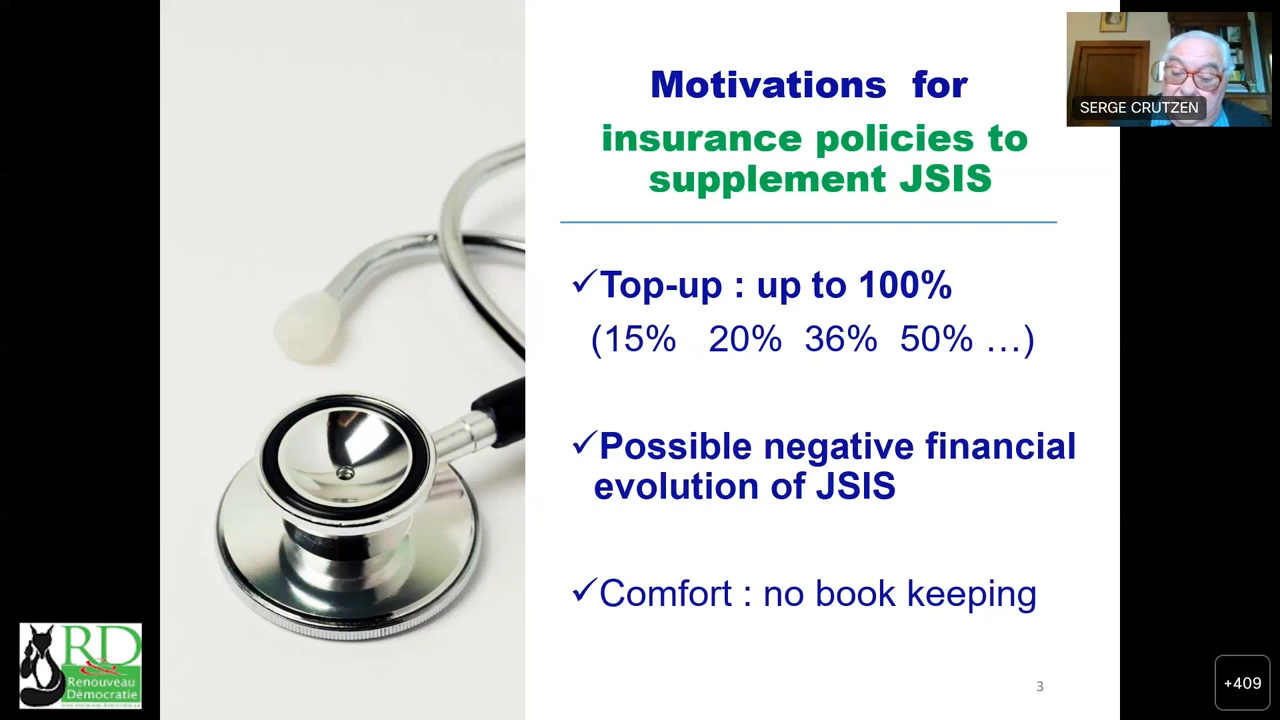 Motivations for
insurance policies to
supplement JSIS
✓Top-up : up to 100%
(15% 20% 36% 50% …)
✓Possible negative financial
evolution of JSIS
✓Comfort : no book keeping
3
SERGE CRUTZEN
RD
Renouveau
Démocratie
+409